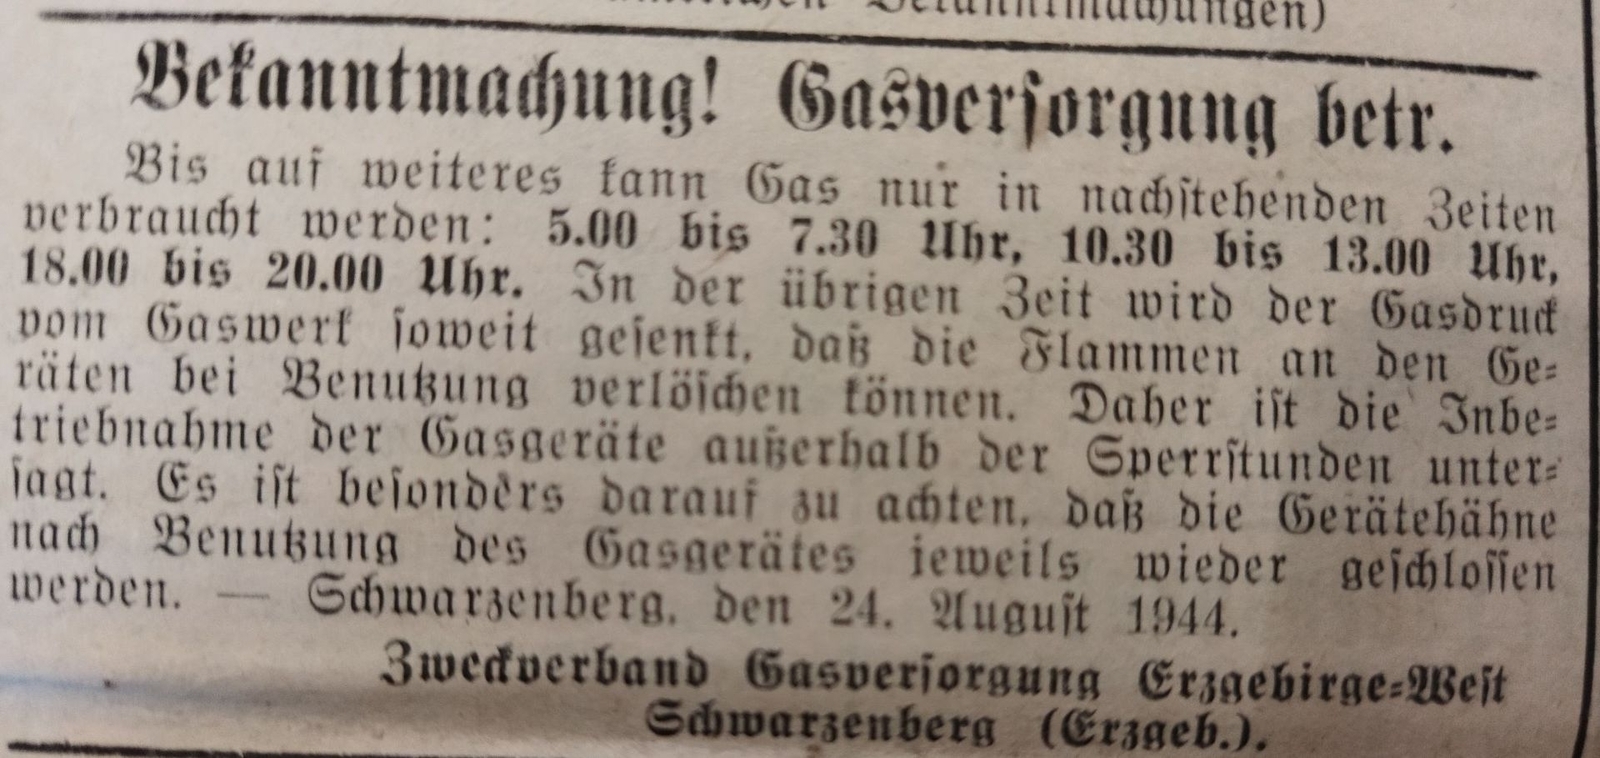 Bekanntmachungen)
Bekanntmachung! Gasversorgung betr.
Bis auf weiteres kann Gas nur in nachstehenden Zeiten
verbraucht werden: 5.00 bis 7.30 Uhr, 10.30 bis 13.00 Uhr,
18.00 bis 20.00 Uhr. In der übrigen Zeit wird der Gasdruck
vom Gaswerk soweit gesenkt, daß die Flammen an den Ge-
räten bei Benutzung verlöschen können. Daher ist die Inbe-
triebnahme der Gasgeräte außerhalb der Sperrstunden unter-
sagt. Es ist besonders darauf zu achten, daß die Gerätehähne
nach Benutzung des Gasgerätes jeweils wieder geschlossen
werden. — Schwarzenberg, den 24. August 1944.
Zweckverband Gasversorgung Erzgebirge-West
Schwarzenberg (Erzgeb.).